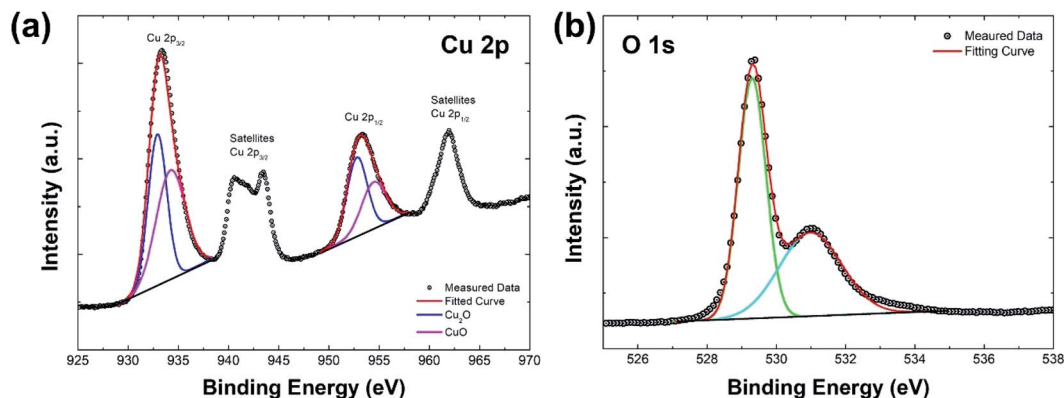 (a)
Cu 2p
Cu 2p3/2
Satellites
Cu 2p3/2
Cu 2p1/2
Satellites
Cu 2p1/2
Intensity (a.u.)
Measured Data
Fitted Curve
Cu2O
CuO
925 930 935 940 945 950 955 960 965 970
Binding Energy (eV)
(b)
O 1s
Meaured Data
Fitting Curve
Intensity (a.u.)
526 528 530 532 534 536 538
Binding Energy (eV)